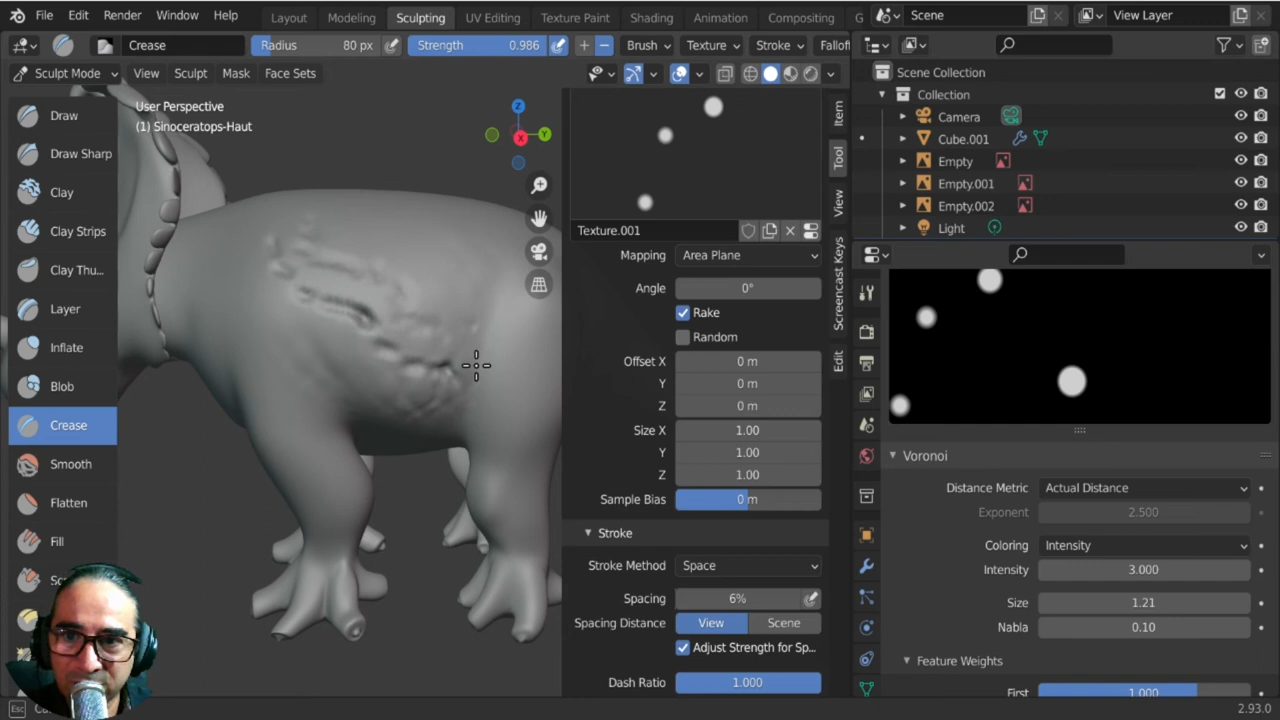 File Edit Render Window Help Layout Modeling Sculpting UV Editing Texture Paint Shading Animation Compositing G Scene View Layer
Crease Radius 80 px Strength 0.986 Brush Texture Stroke Falloff
Sculpt Mode View Sculpt Mask Face Sets
User Perspective
(1) Sinoceratops-Haut
Z
Y
X
Draw
Draw Sharp
Clay
Clay Strips
Clay Thu...
Layer
Inflate
Blob
Crease
Smooth
Flatten
Fill
Esc
Texture.001
Mapping Area Plane
Angle 0°
Rake
Random
Offset X 0 m
Y 0 m
Z 0 m
Size X 1.00
Y 1.00
Z 1.00
Sample Bias 0 m
Stroke
Stroke Method Space
Spacing 6%
Spacing Distance View Scene
Adjust Strength for Sp...
Dash Ratio 1.000
Item
Tool
View
Screencast Keys
Edit
Scene Collection
Collection
Camera
Cube.001
Empty
Empty.001
Empty.002
Light
Voronoi
Distance Metric Actual Distance
Exponent 2.500
Coloring Intensity
Intensity 3.000
Size 1.21
Nabla 0.10
Feature Weights
First 1.000
2.93.0